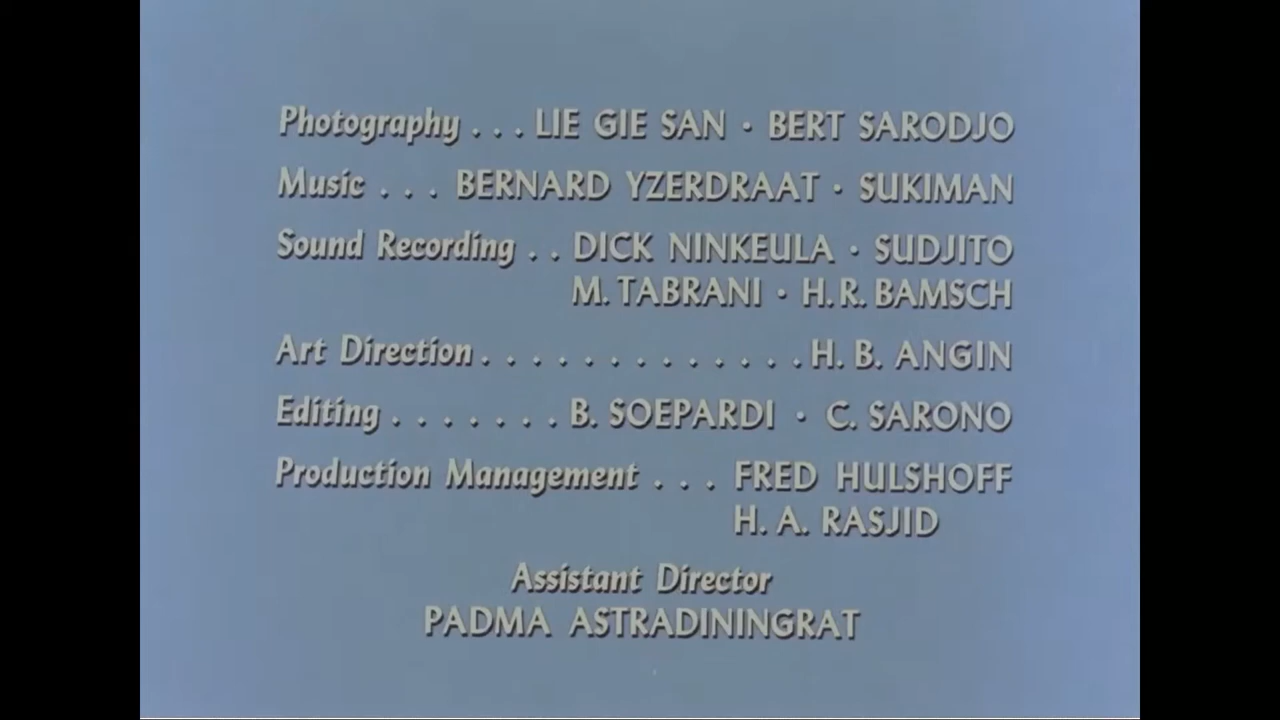 Photography . . . LIE GIE SAN · BERT SARODJO
Music . . . BERNARD YZERDRAAT · SUKIMAN
Sound Recording . . DICK NINKEULA · SUDJITO
M. TABRANI · H. R. BAMSCH
Art Direction . . . . . . . . . . . . . H. B. ANGIN
Editing . . . . . . . B. SOEPARDI · C. SARONO
Production Management . . . FRED HULSHOFF
H. A. RASJID
Assistant Director
PADMA ASTRADININGRAT